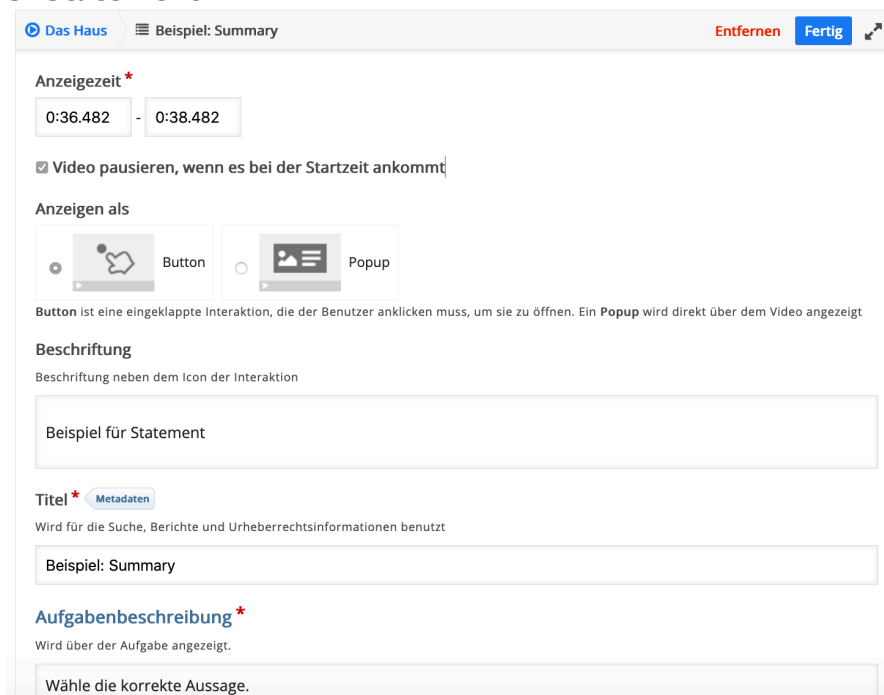 Das Haus Beispiel: Summary Entfernen Fertig
Anzeigezeit *
0:36.482 - 0:38.482
Video pausieren, wenn es bei der Startzeit ankommt
Anzeigen als
Button Popup
Button ist eine eingeklappte Interaktion, die der Benutzer anklicken muss, um sie zu öffnen. Ein Popup wird direkt über dem Video angezeigt
Beschriftung
Beschriftung neben dem Icon der Interaktion
Beispiel für Statement
Titel * Metadaten
Wird für die Suche, Berichte und Urheberrechtsinformationen benutzt
Beispiel: Summary
Aufgabenbeschreibung *
Wird über der Aufgabe angezeigt.
Wähle die korrekte Aussage.